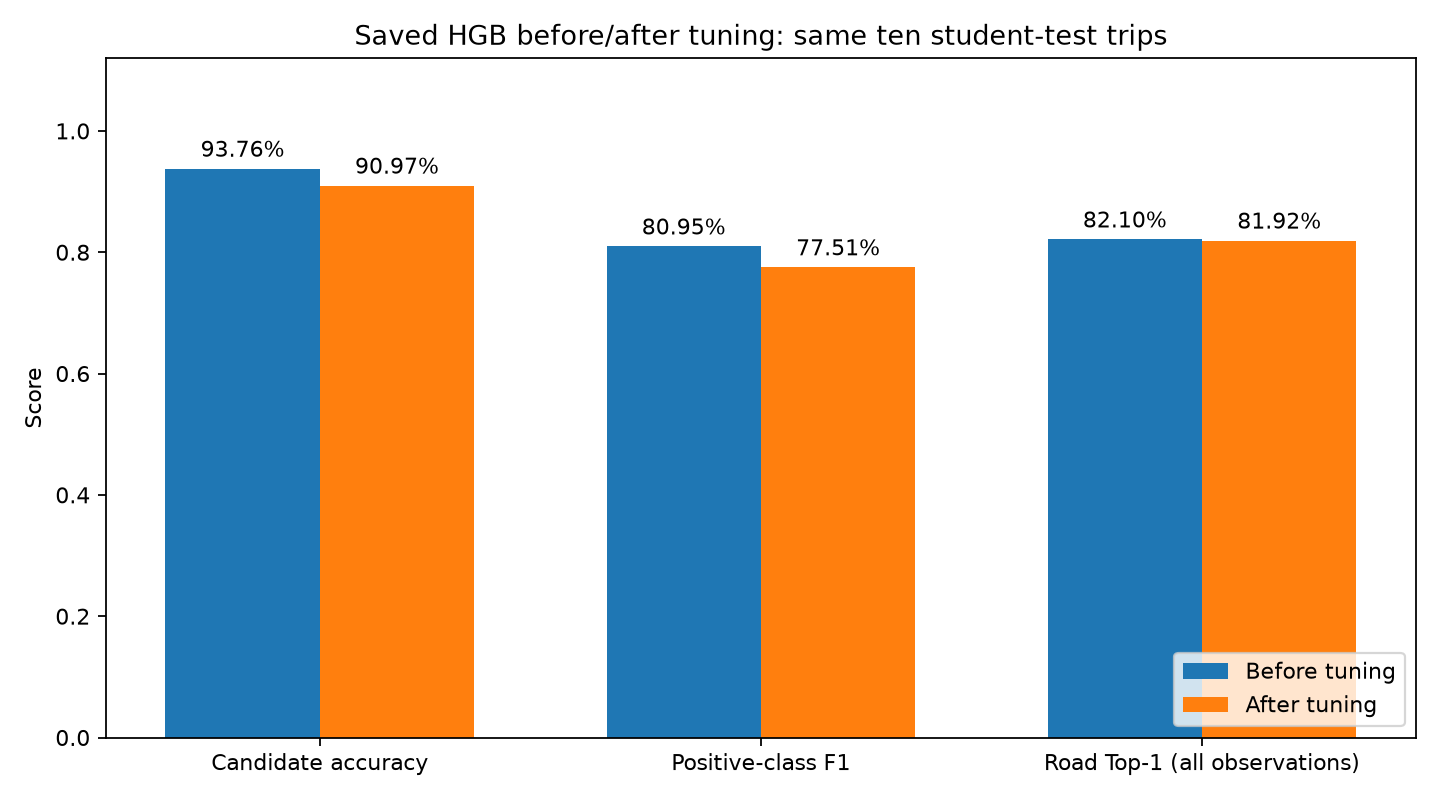 Saved HGB before/after tuning: same ten student-test trips
Score
1.0
0.8
0.6
0.4
0.2
0.0
93.76%
90.97%
80.95%
77.51%
82.10%
81.92%
Before tuning
After tuning
Candidate accuracy
Positive-class F1
Road Top-1 (all observations)